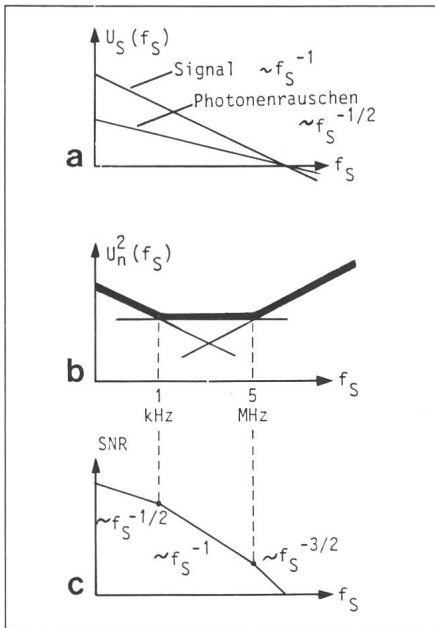 U_S(f_S)
Signal ~f_S^-1
Photonenrauschen
~f_S^-1/2
a
f_S
U_n^2(f_S)
b
1 5
kHz MHz
f_S
SNR
~f_S^-1/2
~f_S^-1
~f_S^-3/2
c
f_S